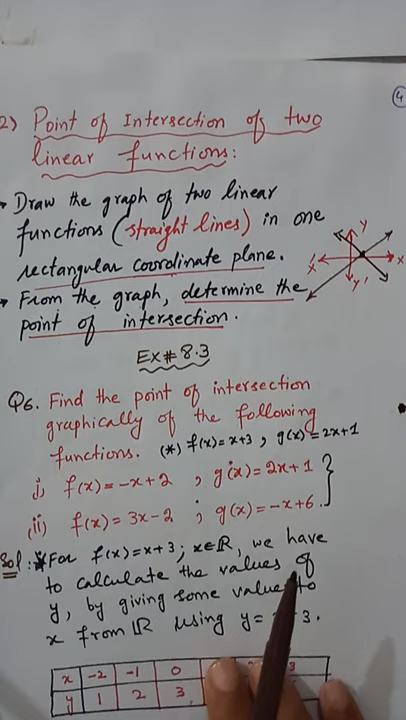 4
2) Point of Intersection of two
linear functions:
Draw the graph of two linear
functions (straight lines) in one
rectangular coordinate plane.
From the graph, determine the
point of intersection.
Y
X' X
Y'
Ex # 8.3
Q6. Find the point of intersection
graphically of the following
functions. (*) f(x)=x+3, g(x)=2x+1
i) f(x)=-x+2 , g(x)=2x+1
(ii) f(x)=3x-2 ; g(x)=-x+6.
Sol: * For f(x)=x+3; x∈R, we have
to calculate the values of
y, by giving some value to
x from R using y= 3.
x -2 -1 0 3
y 1 2 3